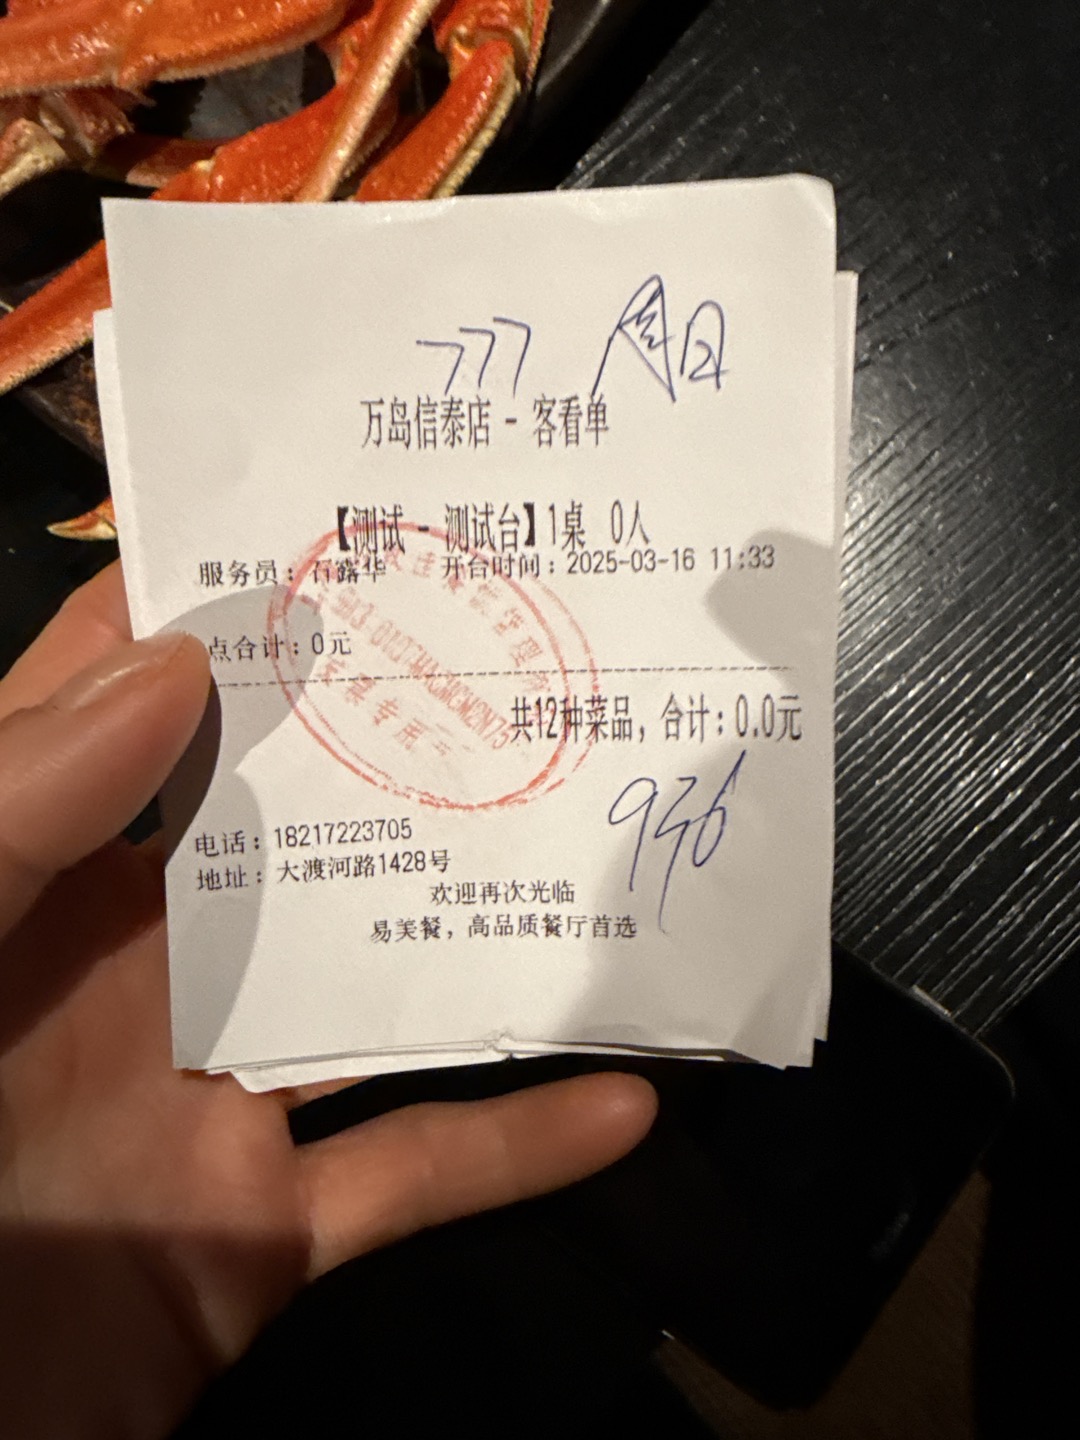 777 周日
万岛信泰店 - 客看单
【测试 - 测试台】1桌 0人
服务员：石露华 开台时间：2025-03-16 11:33
点合计：0元
共12种菜品，合计：0.0元
936
电话：18217223705
地址：大渡河路1428号
欢迎再次光临
易美餐，高品质餐厅首选